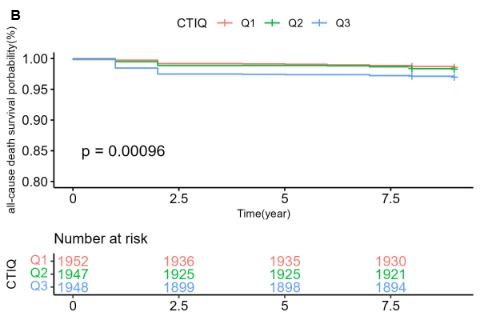 B
CTIQ Q1 Q2 Q3
all-cause death survival porbability(%)
1.00
0.95
0.90
0.85
0.80
p = 0.00096
0 2.5 5 7.5
Time(year)
Number at risk
CTIQ
Q1 1952 1936 1935 1930
Q2 1947 1925 1925 1921
Q3 1948 1899 1898 1894
0 2.5 5 7.5